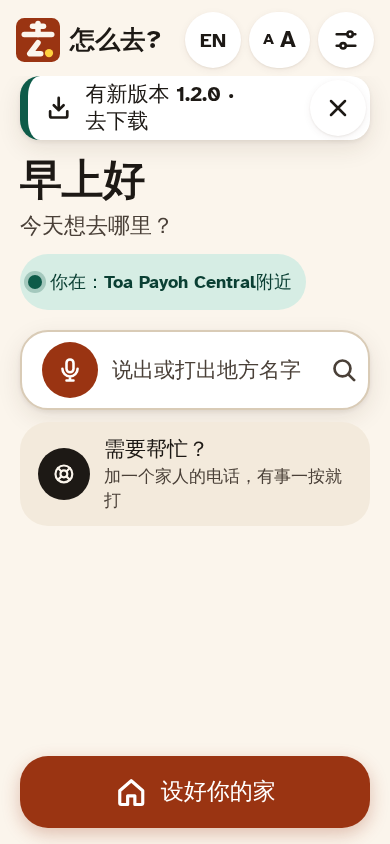 去
怎么去?
EN
A A
有新版本 1.2.0 ·
去下载
早上好
今天想去哪里？
你在：Toa Payoh Central附近
说出或打出地方名字
需要帮忙？
加一个家人的电话，有事一按就
打
设好你的家